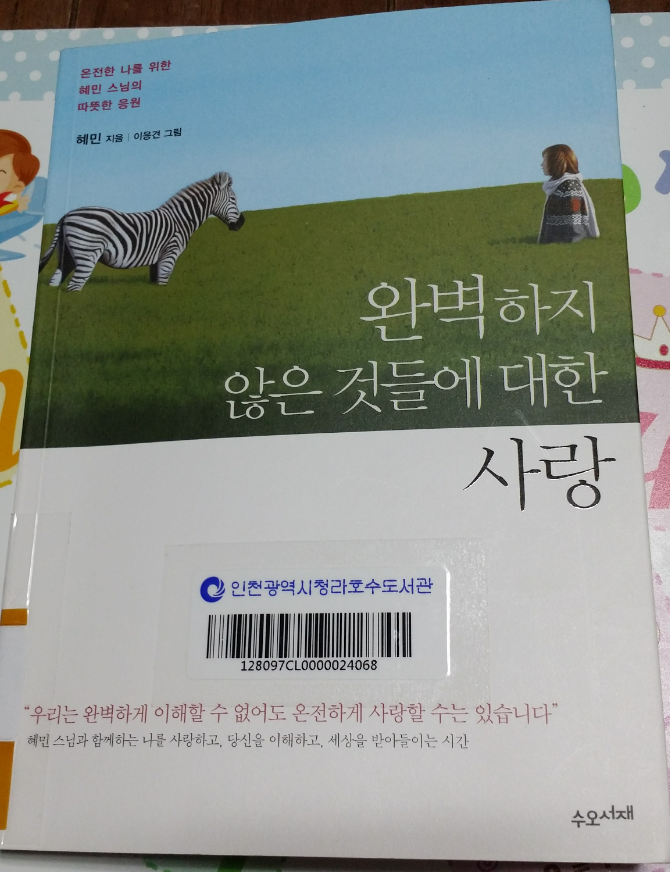 온전한 나를 위한
혜민 스님의
따뜻한 응원
혜민 지음 | 이응견 그림
완벽하지
않은 것들에 대한
사랑
인천광역시청라호수도서관
128097CL0000024068
“우리는 완벽하게 이해할 수 없어도 온전하게 사랑할 수는 있습니다”
혜민 스님과 함께하는 나를 사랑하고, 당신을 이해하고, 세상을 받아들이는 시간
수오서재